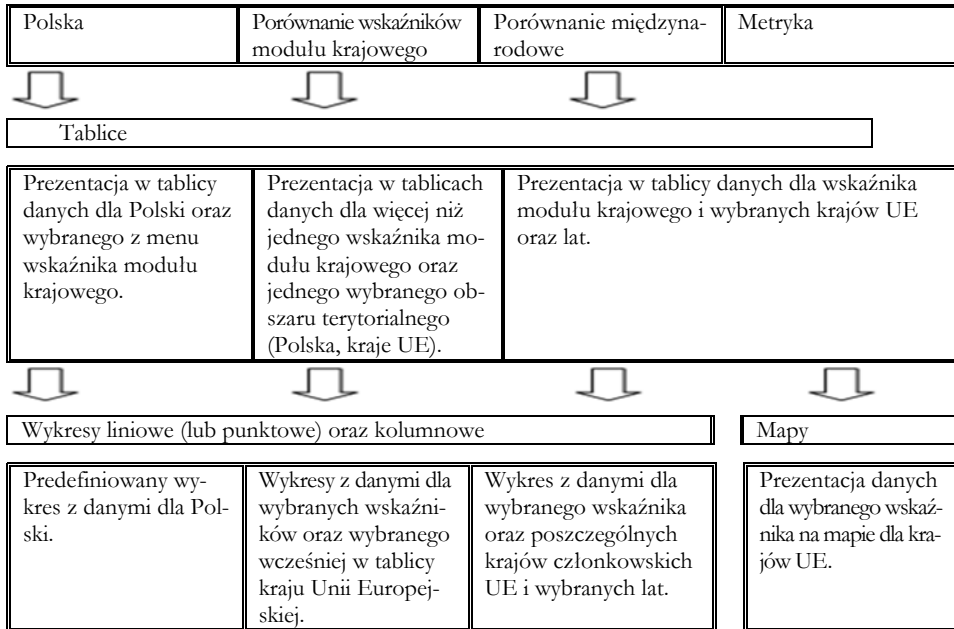 Polska
Porównanie wskaźników
modułu krajowego
Porównanie międzyna-
rodowe
Metryka
Tablice
Prezentacja w tablicy
danych dla Polski oraz
wybranego z menu
wskaźnika modułu
krajowego.
Prezentacja w tablicach
danych dla więcej niż
jednego wskaźnika mo-
dułu krajowego oraz
jednego wybranego ob-
szaru terytorialnego
(Polska, kraje UE).
Prezentacja w tablicy danych dla wskaźnika
modułu krajowego i wybranych krajów UE
oraz lat.
Wykresy liniowe (lub punktowe) oraz kolumnowe
Mapy
Predefiniowany wy-
kres z danymi dla Pol-
ski.
Wykresy z danymi dla
wybranych wskaźni-
ków oraz wybranego
wcześniej w tablicy
kraju Unii Europej-
skiej.
Wykres z danymi dla
wybranego wskaźnika
oraz poszczególnych
krajów członkowskich
UE i wybranych lat.
Prezentacja danych
dla wybranego wskaź-
nika na mapie dla kra-
jów UE.